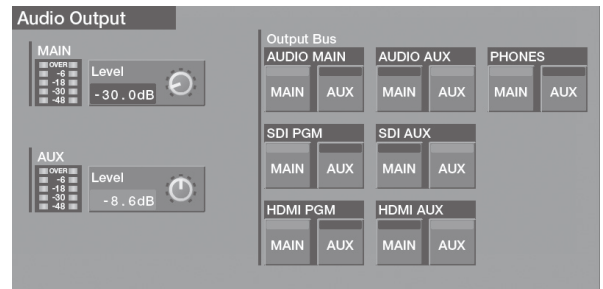 Audio Output
MAIN
OVER
-6
-18
-30
-48
Level
-30.0dB
AUX
OVER
-6
-18
-30
-48
Level
-8.6dB
Output Bus
AUDIO MAIN AUDIO AUX PHONES
MAIN AUX MAIN AUX MAIN AUX
SDI PGM SDI AUX
MAIN AUX MAIN AUX
HDMI PGM HDMI AUX
MAIN AUX MAIN AUX